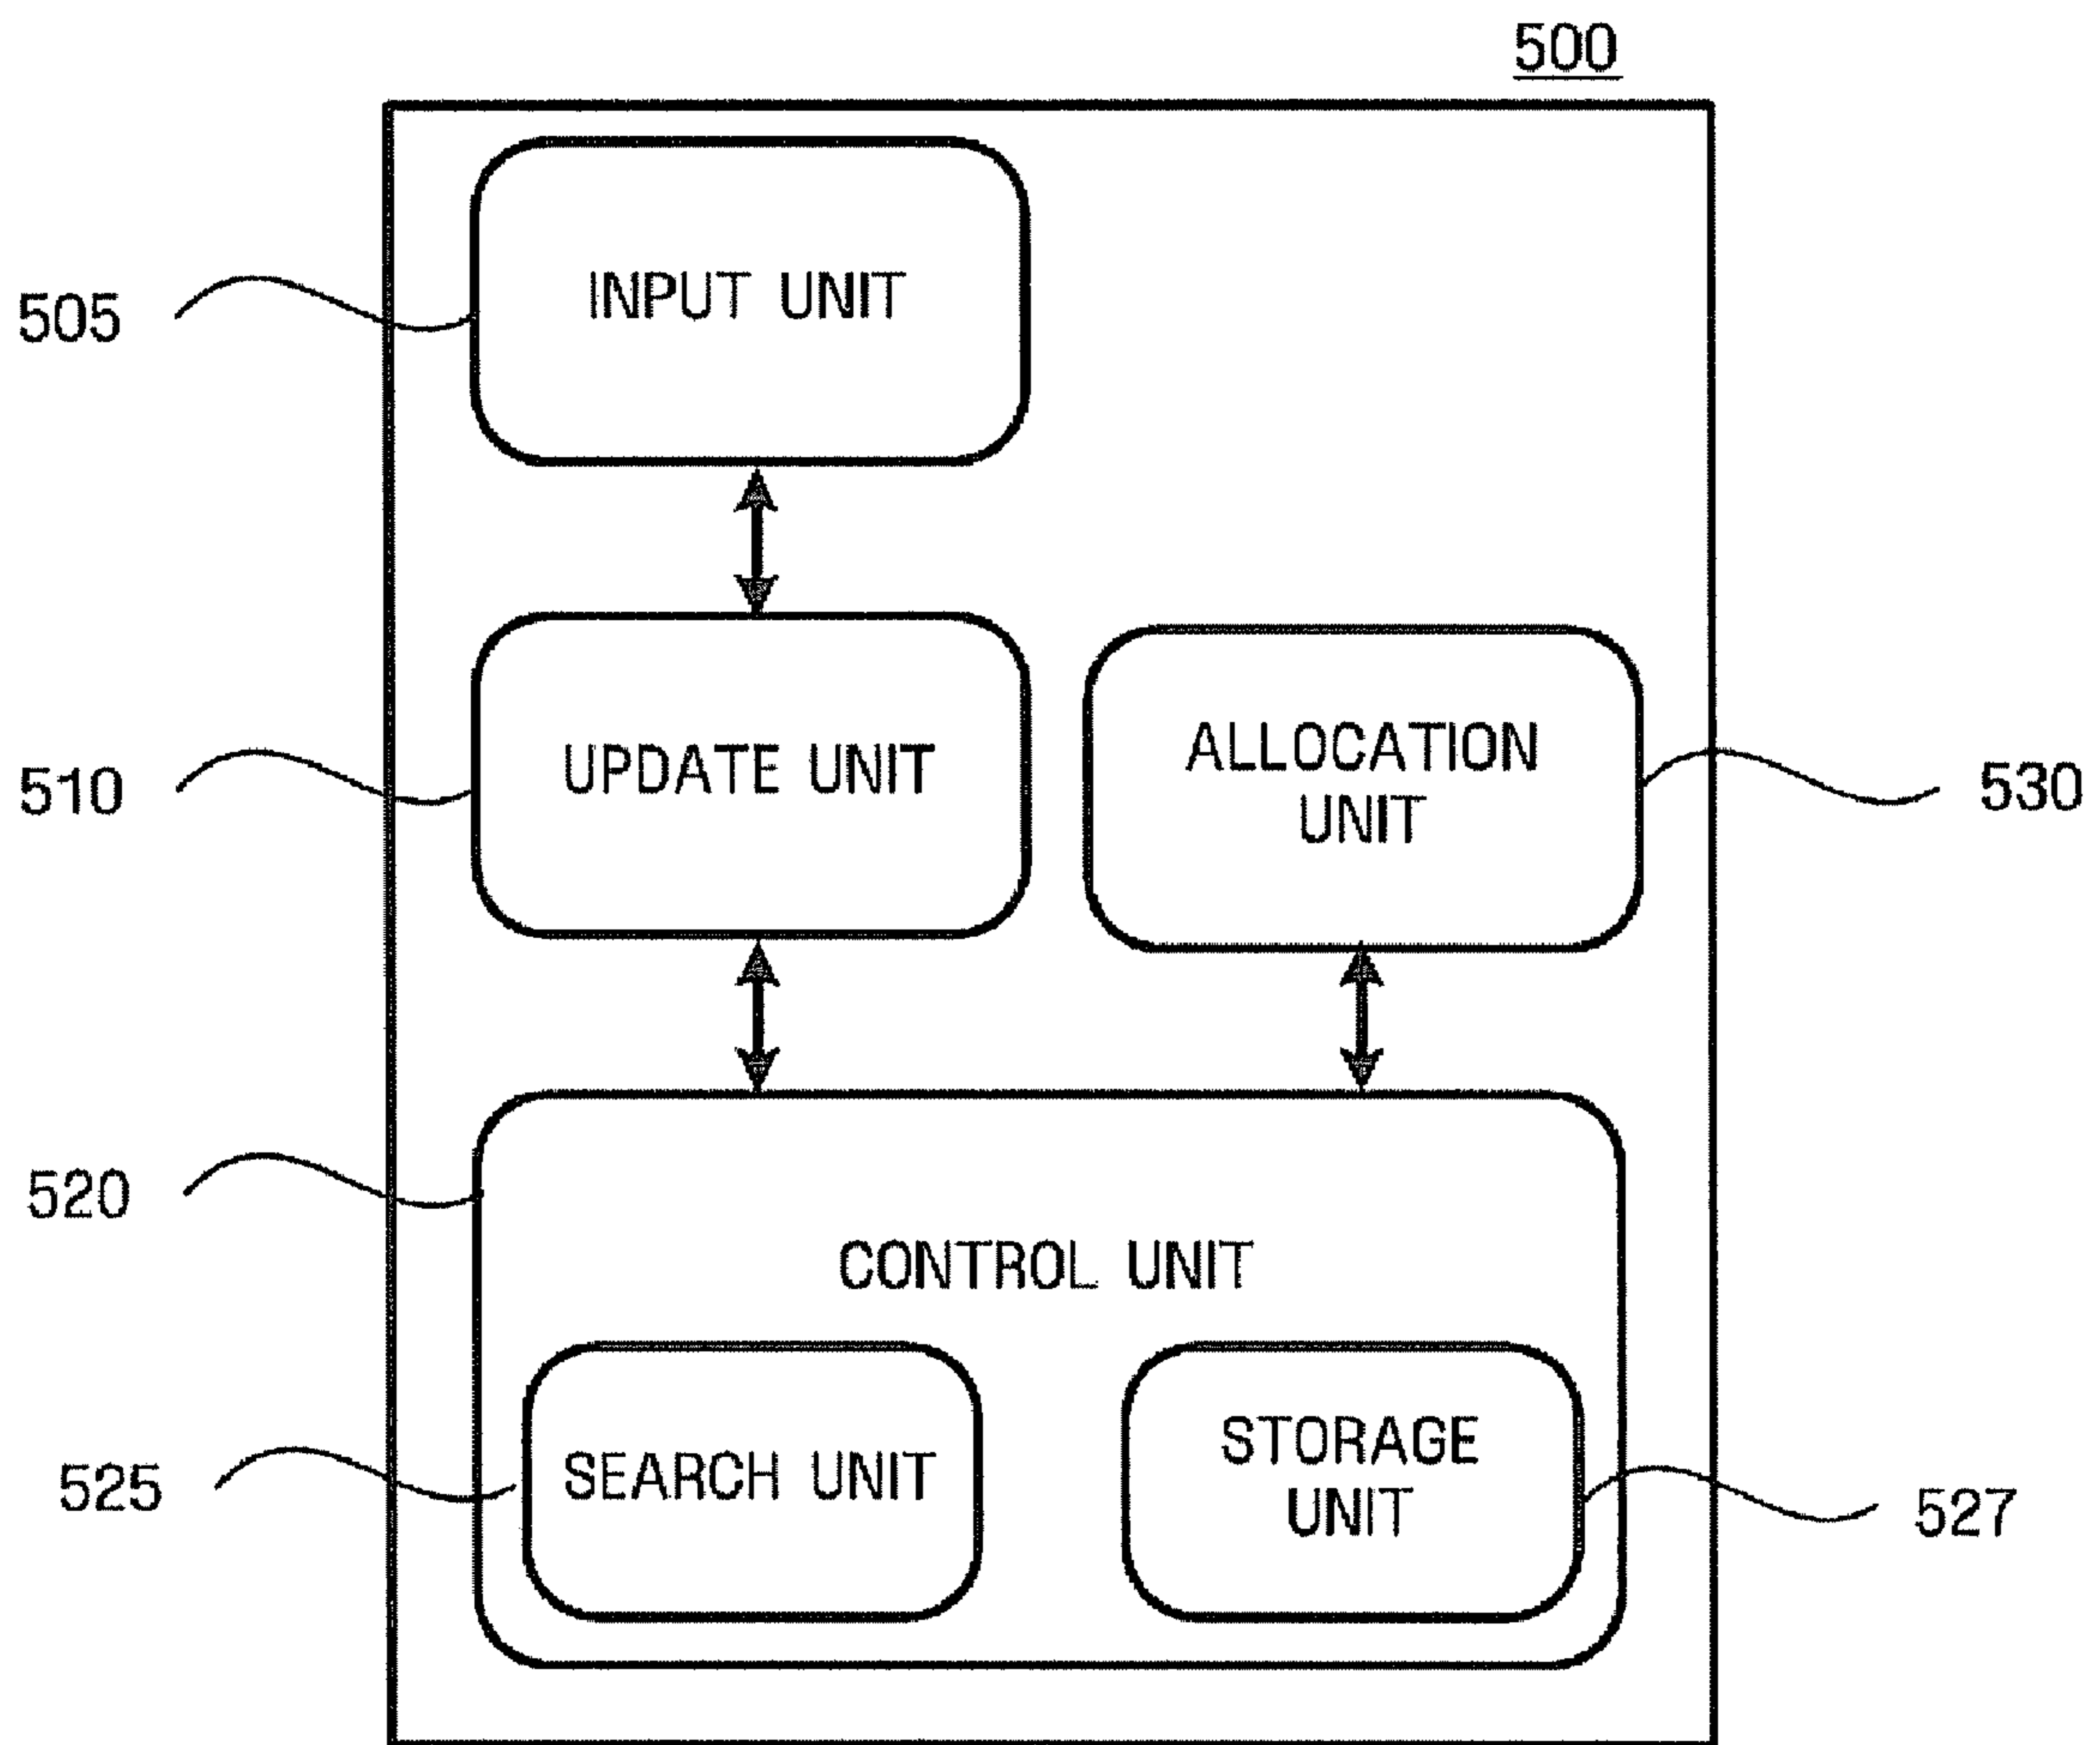 500
INPUT UNIT
505
UPDATE UNIT
510
ALLOCATION
UNIT
530
520
CONTROL UNIT
525
SEARCH UNIT
STORAGE
UNIT
527